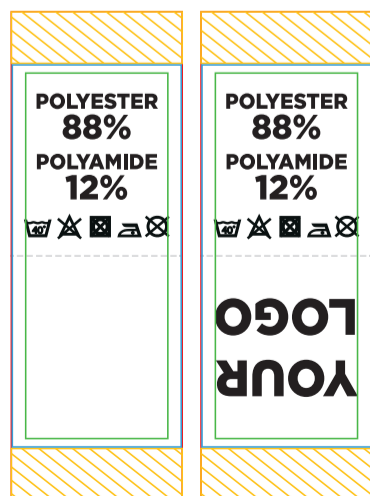 POLYESTER
88%
POLYAMIDE
12%
40°
POLYESTER
88%
POLYAMIDE
12%
40°
YOUR
LOGO